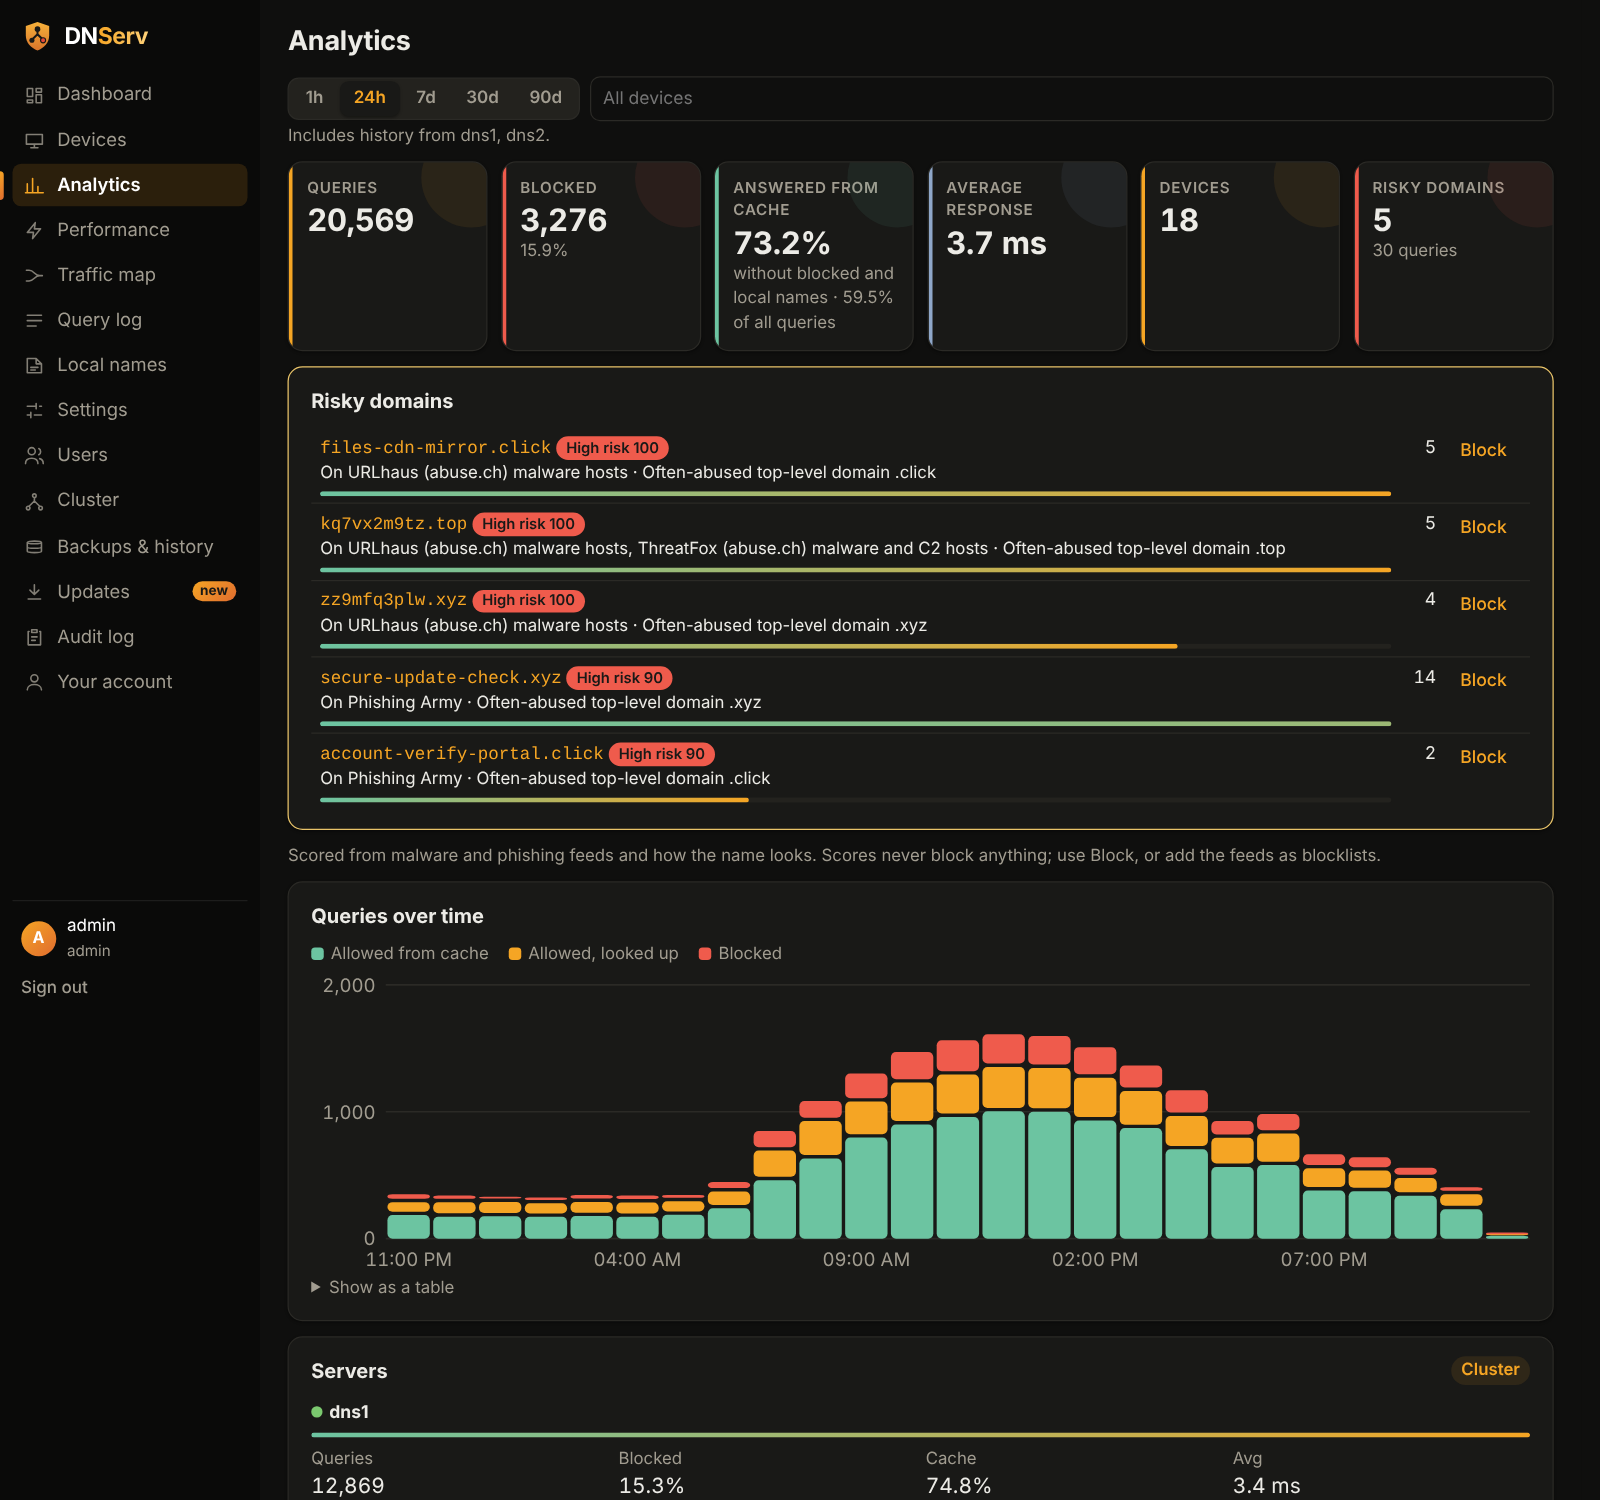 DNServ
Dashboard
Devices
Analytics
Performance
Traffic map
Query log
Local names
Settings
Users
Cluster
Backups & history
Updates new
Audit log
Your account
A
admin
admin
Sign out
Analytics
1h 24h 7d 30d 90d All devices
Includes history from dns1, dns2.
QUERIES
20,569
BLOCKED
3,276
15.9%
ANSWERED FROM
CACHE
73.2%
without blocked and
local names · 59.5%
of all queries
AVERAGE
RESPONSE
3.7 ms
DEVICES
18
RISKY DOMAINS
5
30 queries
Risky domains
files-cdn-mirror.click High risk 100 5 Block
On URLhaus (abuse.ch) malware hosts · Often-abused top-level domain .click
kq7vx2m9tz.top High risk 100 5 Block
On URLhaus (abuse.ch) malware hosts, ThreatFox (abuse.ch) malware and C2 hosts · Often-abused top-level domain .top
zz9mfq3plw.xyz High risk 100 4 Block
On URLhaus (abuse.ch) malware hosts · Often-abused top-level domain .xyz
secure-update-check.xyz High risk 90 14 Block
On Phishing Army · Often-abused top-level domain .xyz
account-verify-portal.click High risk 90 2 Block
On Phishing Army · Often-abused top-level domain .click
Scored from malware and phishing feeds and how the name looks. Scores never block anything; use Block, or add the feeds as blocklists.
Queries over time
Allowed from cache Allowed, looked up Blocked
2,000
1,000
0
11:00 PM 04:00 AM 09:00 AM 02:00 PM 07:00 PM
Show as a table
Servers Cluster
dns1
Queries Blocked Cache Avg
12,869 15.3% 74.8% 3.4 ms